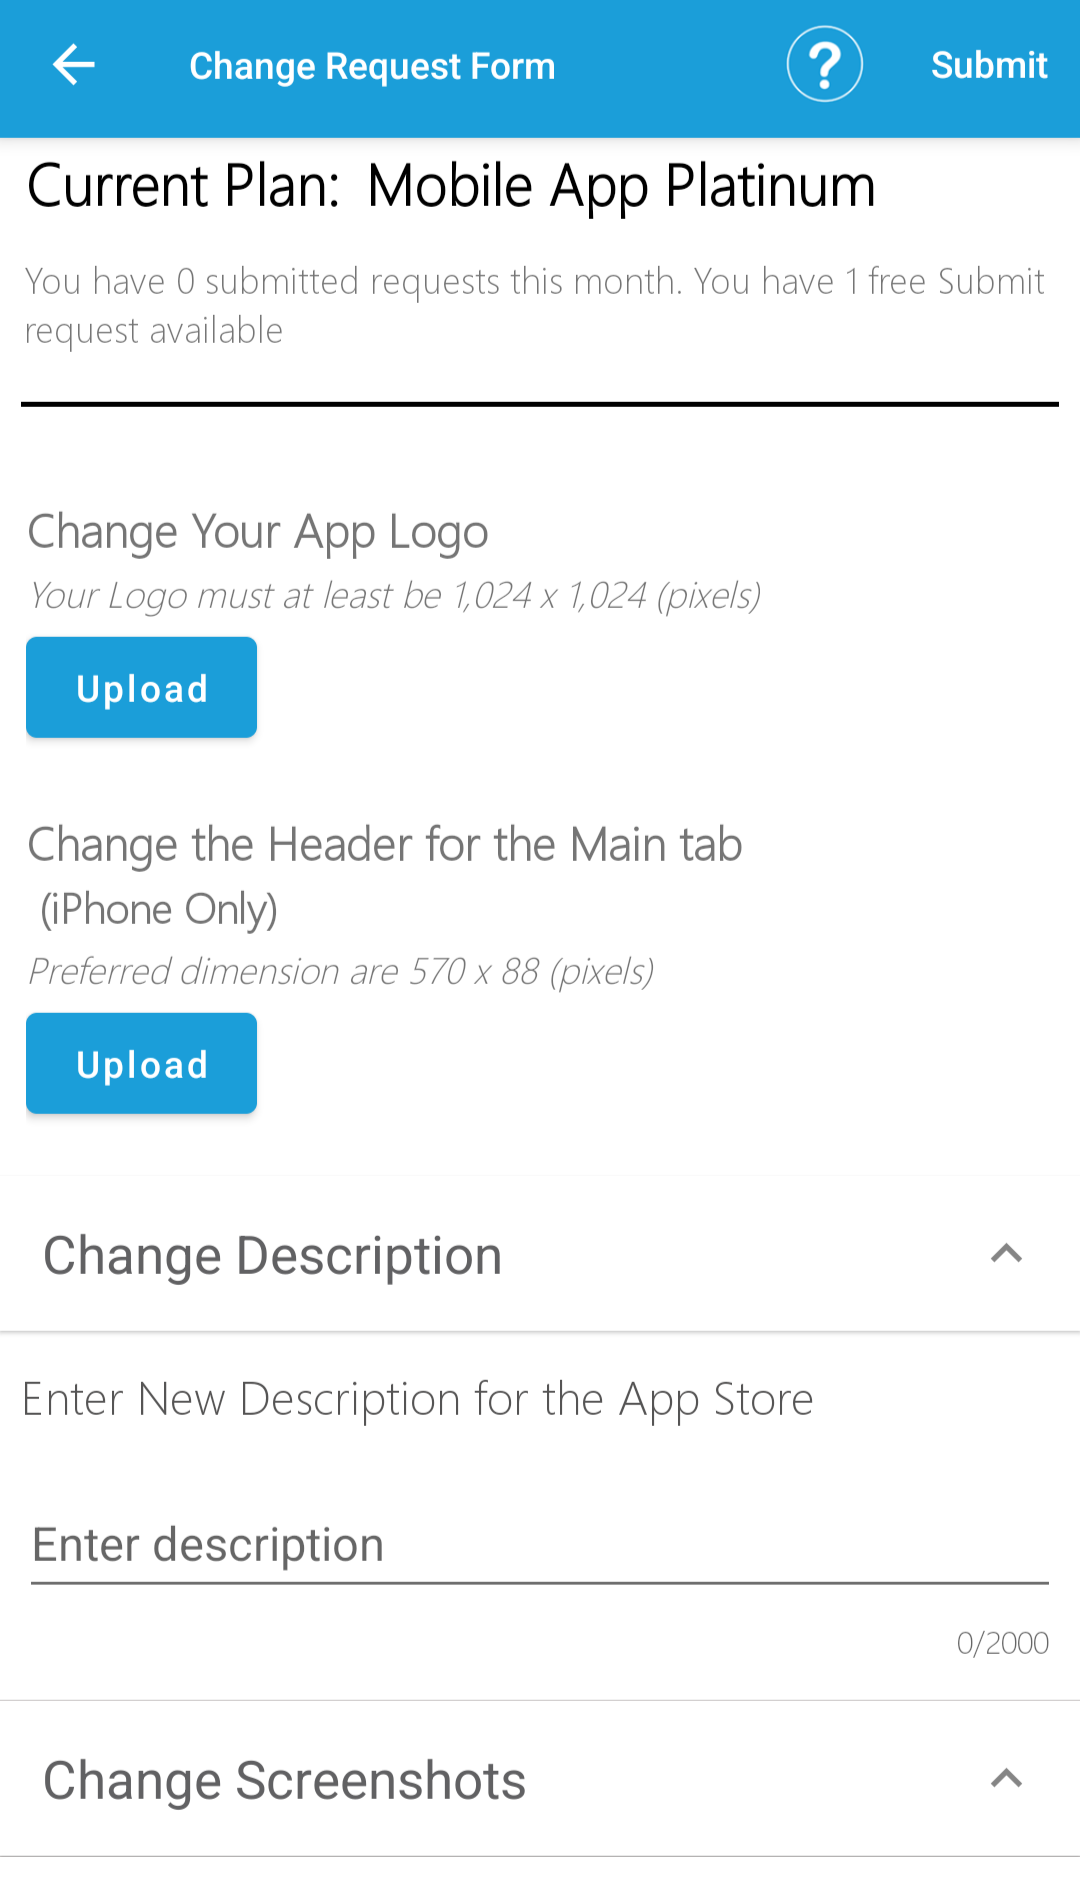 Change Request Form
?
Submit
Current Plan: Mobile App Platinum
You have 0 submitted requests this month. You have 1 free Submit
request available
Change Your App Logo
Your Logo must at least be 1,024 x 1,024 (pixels)
Upload
Change the Header for the Main tab
(iPhone Only)
Preferred dimension are 570 x 88 (pixels)
Upload
Change Description
Enter New Description for the App Store
Enter description
0/2000
Change Screenshots